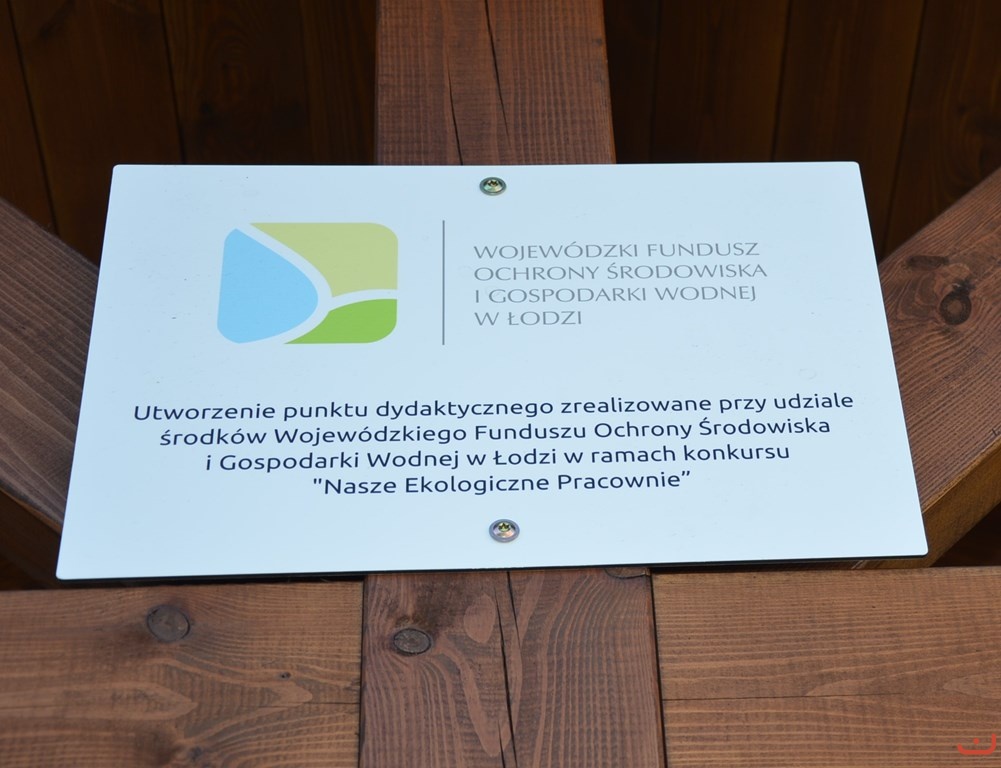 WOJEWÓDZKI FUNDUSZ
OCHRONY ŚRODOWISKA
I GOSPODARKI WODNEJ
W ŁODZI
Utworzenie punktu dydaktycznego zrealizowane przy udziale
środków Wojewódzkiego Funduszu Ochrony Środowiska
i Gospodarki Wodnej w Łodzi w ramach konkursu
"Nasze Ekologiczne Pracownie”